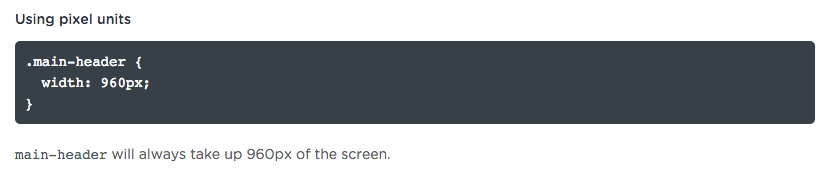 Using pixel units
.main-header {
  width: 960px;
}
main-header will always take up 960px of the screen.